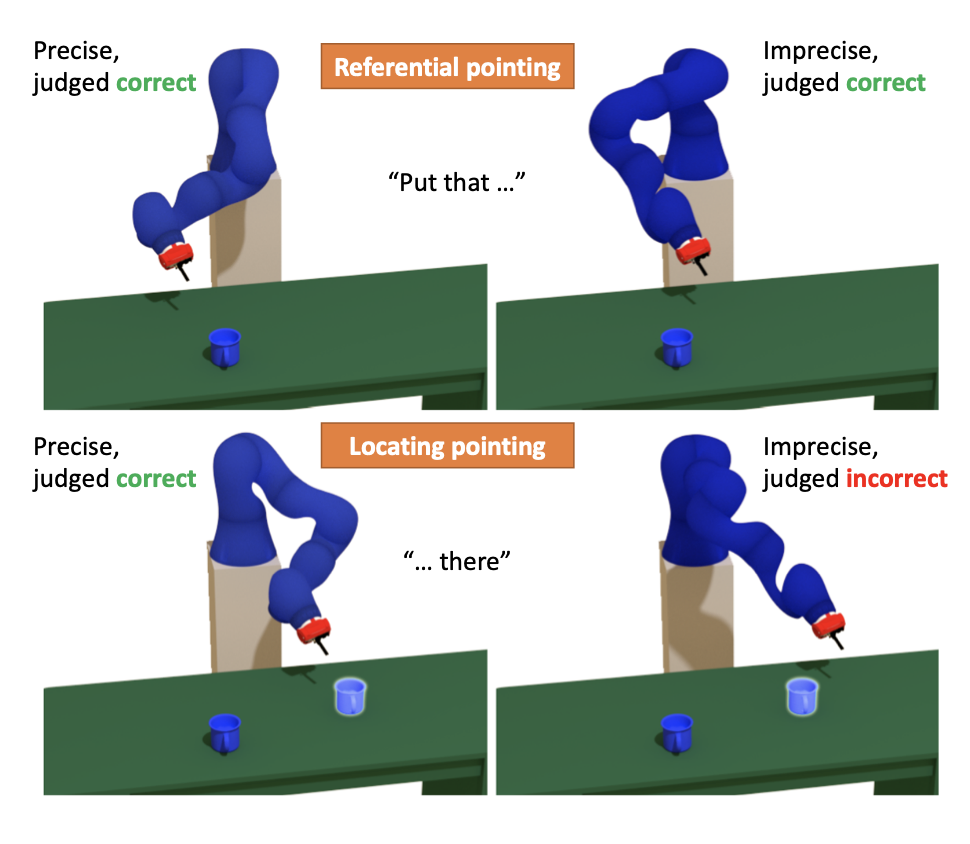 Precise,
judged correct
Referential pointing
Imprecise,
judged correct
“Put that ...”
Precise,
judged correct
Locating pointing
Imprecise,
judged incorrect
“... there”